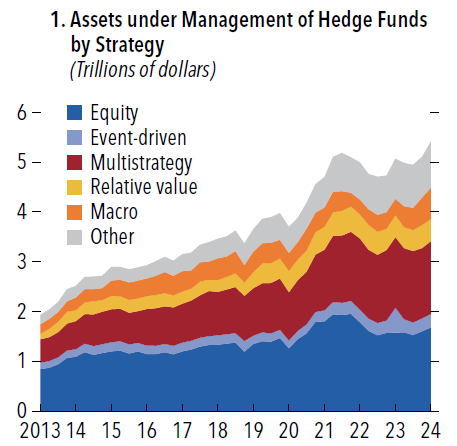 1. Assets under Management of Hedge Funds
by Strategy
(Trillions of dollars)
6
Equity
Event-driven
5
Multistrategy
Relative value
4
Macro
Other
3
2
1
0
2013 14 15 16 17 18 19 20 21 22 23 24